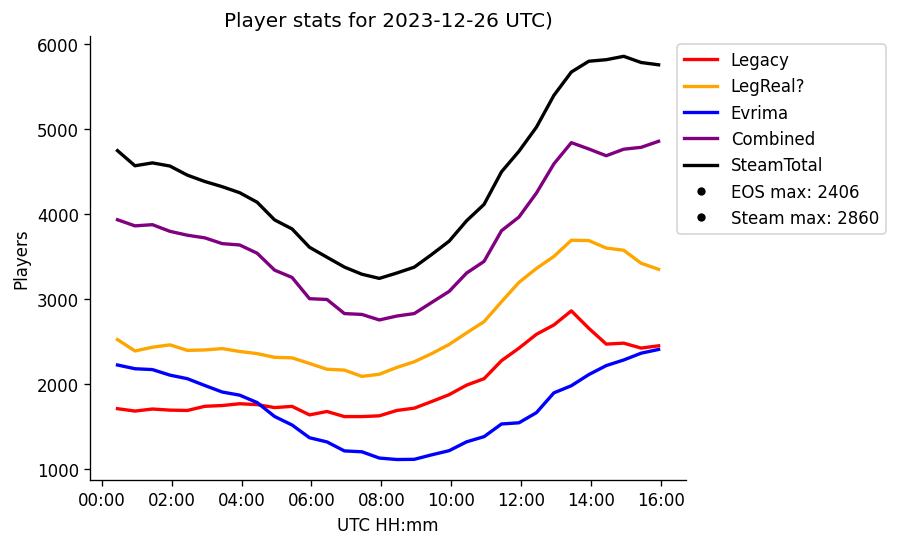 Player stats for 2023-12-26 UTC)
6000
5000
4000
3000
2000
1000
Players
00:00 02:00 04:00 06:00 08:00 10:00 12:00 14:00 16:00
UTC HH:mm
Legacy
LegReal?
Evrima
Combined
SteamTotal
EOS max: 2406
Steam max: 2860